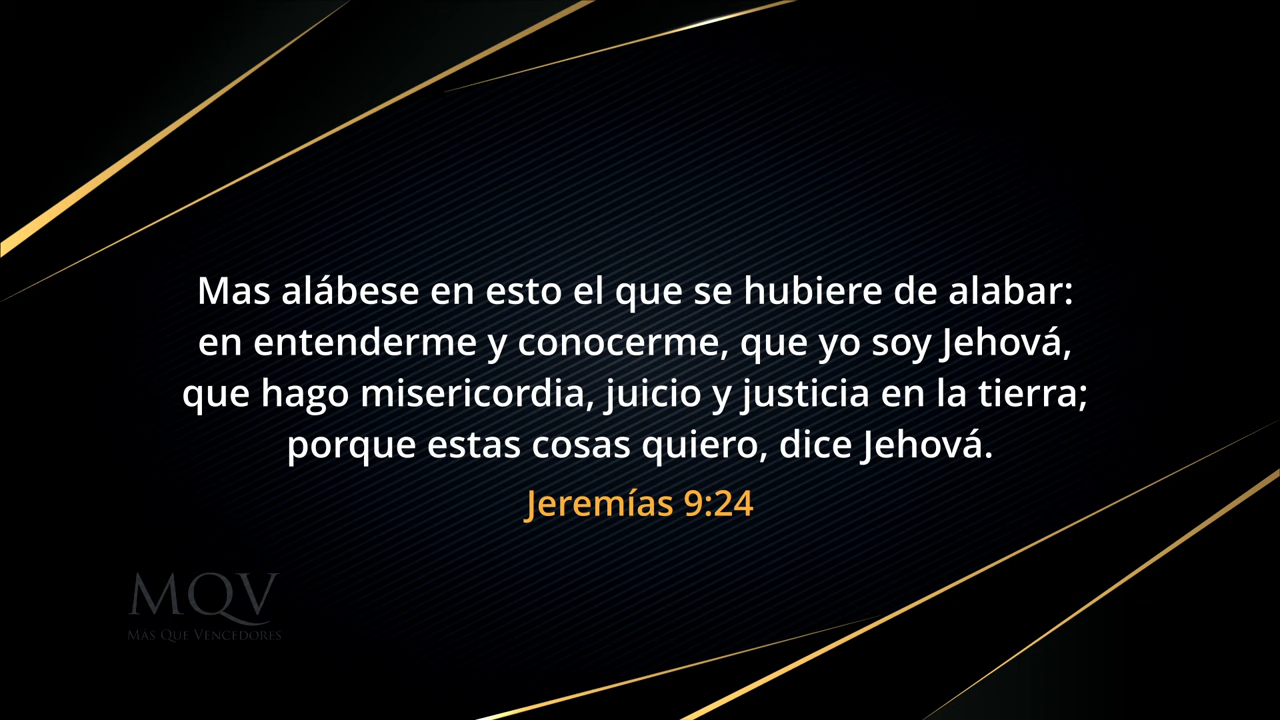 Mas alábese en esto el que se hubiere de alabar:
en entenderme y conocerme, que yo soy Jehová,
que hago misericordia, juicio y justicia en la tierra;
porque estas cosas quiero, dice Jehová.
Jeremías 9:24
MQV
Más Que Vencedores